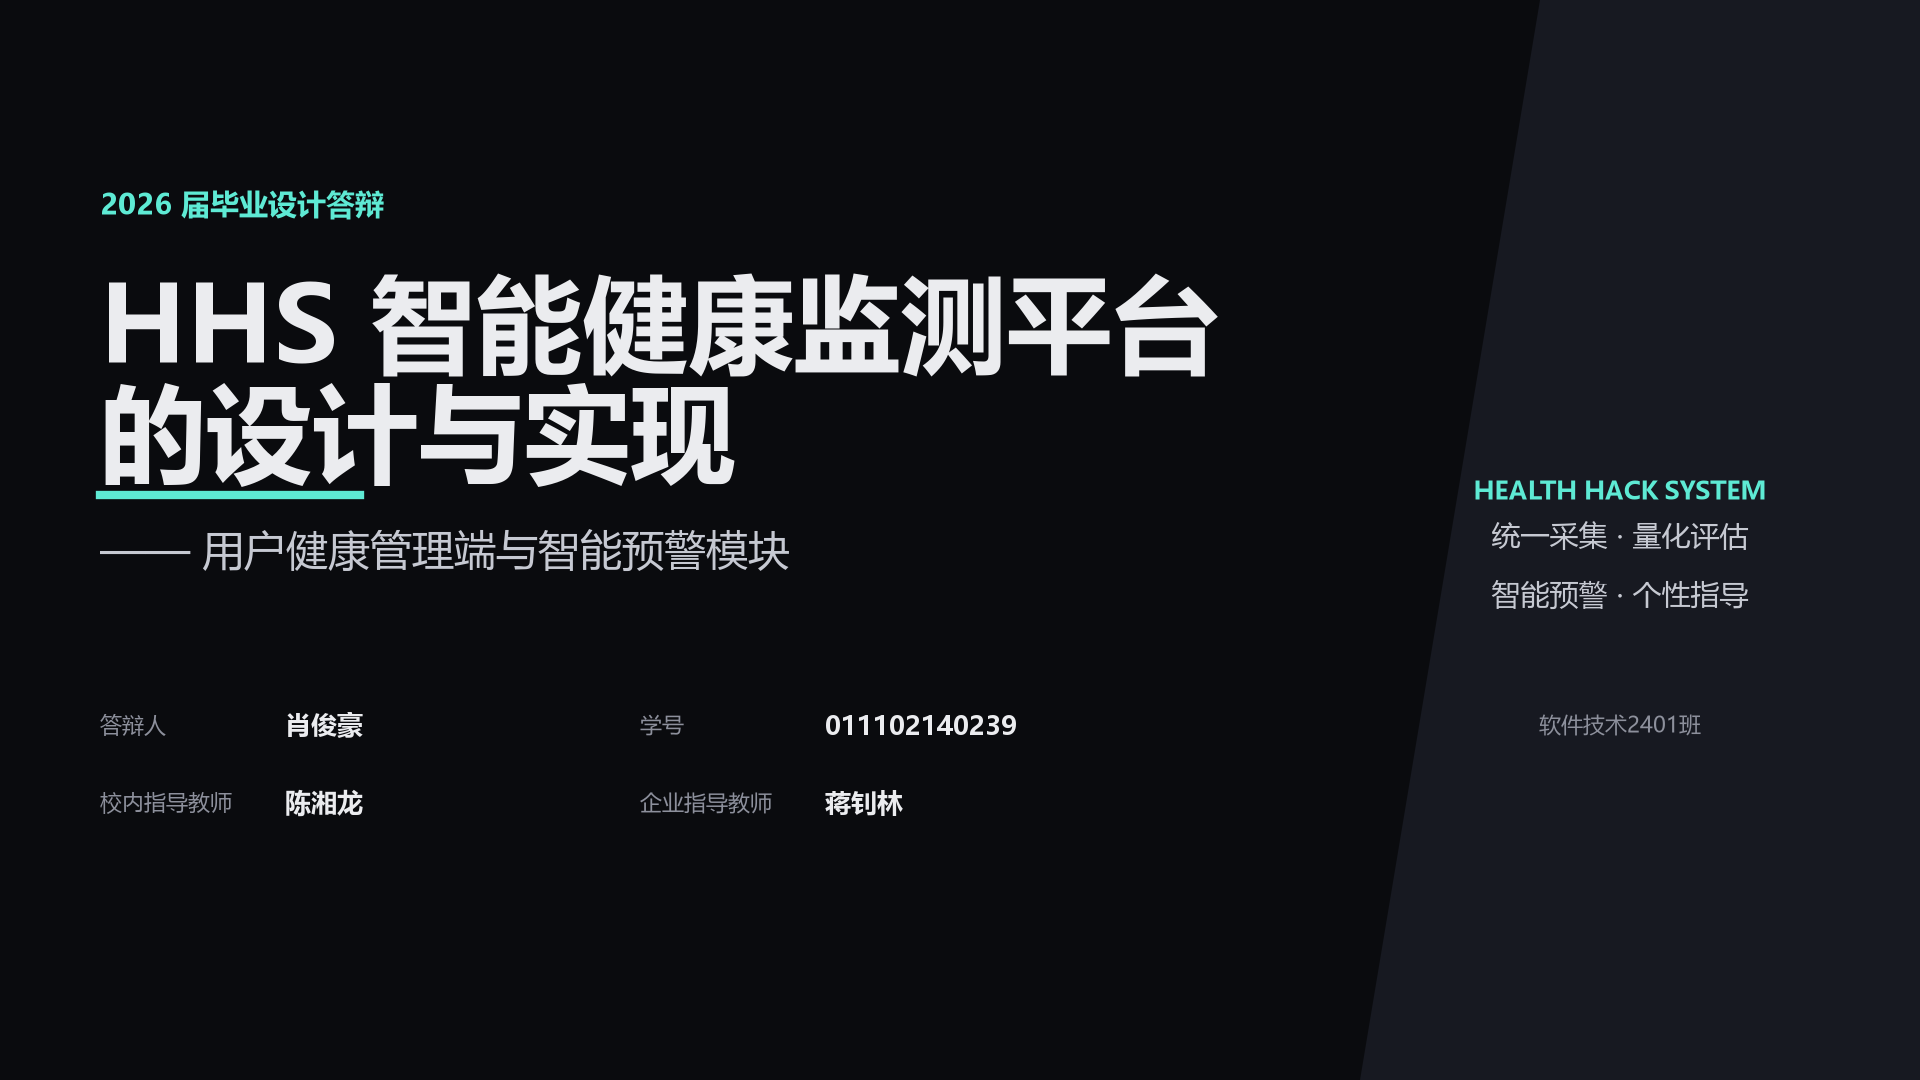 2026 届毕业设计答辩
HHS 智能健康监测平台
的设计与实现
—— 用户健康管理端与智能预警模块
HEALTH HACK SYSTEM
统一采集 · 量化评估
智能预警 · 个性指导
答辩人 肖俊豪 学号 011102140239
软件技术2401班
校内指导教师 陈湘龙 企业指导教师 蒋钊林